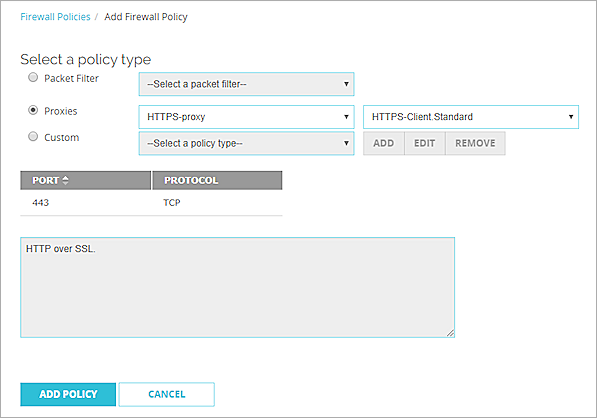 Firewall Policies / Add Firewall Policy
Select a policy type
Packet Filter --Select a packet filter--
Proxies HTTPS-proxy HTTPS-Client.Standard
Custom --Select a policy type-- ADD EDIT REMOVE
PORT PROTOCOL
443 TCP
HTTP over SSL.
ADD POLICY CANCEL